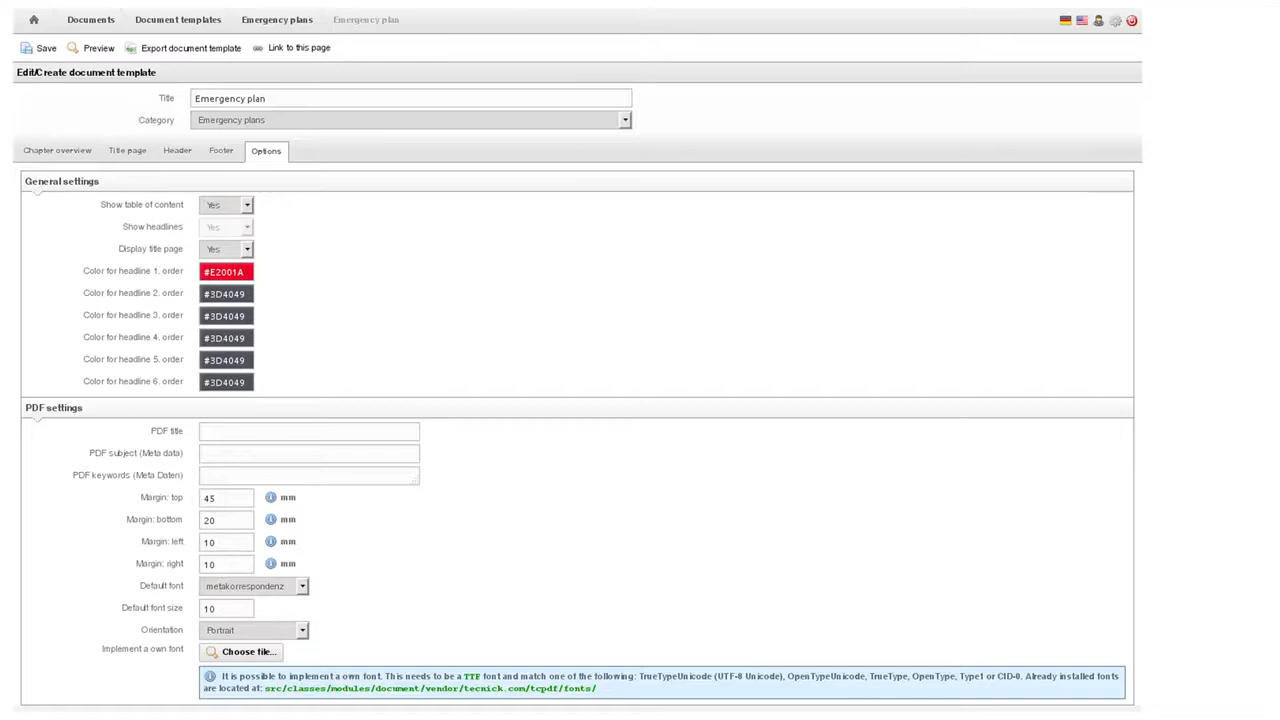 Documents Document templates Emergency plans Emergency plan
Save Preview Export document template Link to this page
Edit/Create document template
Title Emergency plan
Category Emergency plans
Chapter overview Title page Header Footer Options
General settings
Show table of content Yes
Show headlines Yes
Display title page Yes
Color for headline 1. order #E2001A
Color for headline 2. order #3D4049
Color for headline 3. order #3D4049
Color for headline 4. order #3D4049
Color for headline 5. order #3D4049
Color for headline 6. order #3D4049
PDF settings
PDF title
PDF subject (Meta data)
PDF keywords (Meta Daten)
Margin: top 45 mm
Margin: bottom 20 mm
Margin: left 10 mm
Margin: right 10 mm
Default font metakorrespondenz
Default font size 10
Orientation Portrait
Implement a own font Choose file...
It is possible to implement a own font. This needs to be a TTF font and match one of the following: TrueTypeUnicode (UTF-8 Unicode), OpenTypeUnicode, TrueType, OpenType, Type1 or CID-0. Already installed fonts
are located at: src/classes/modules/document/vendor/tecnick.com/tcpdf/fonts/